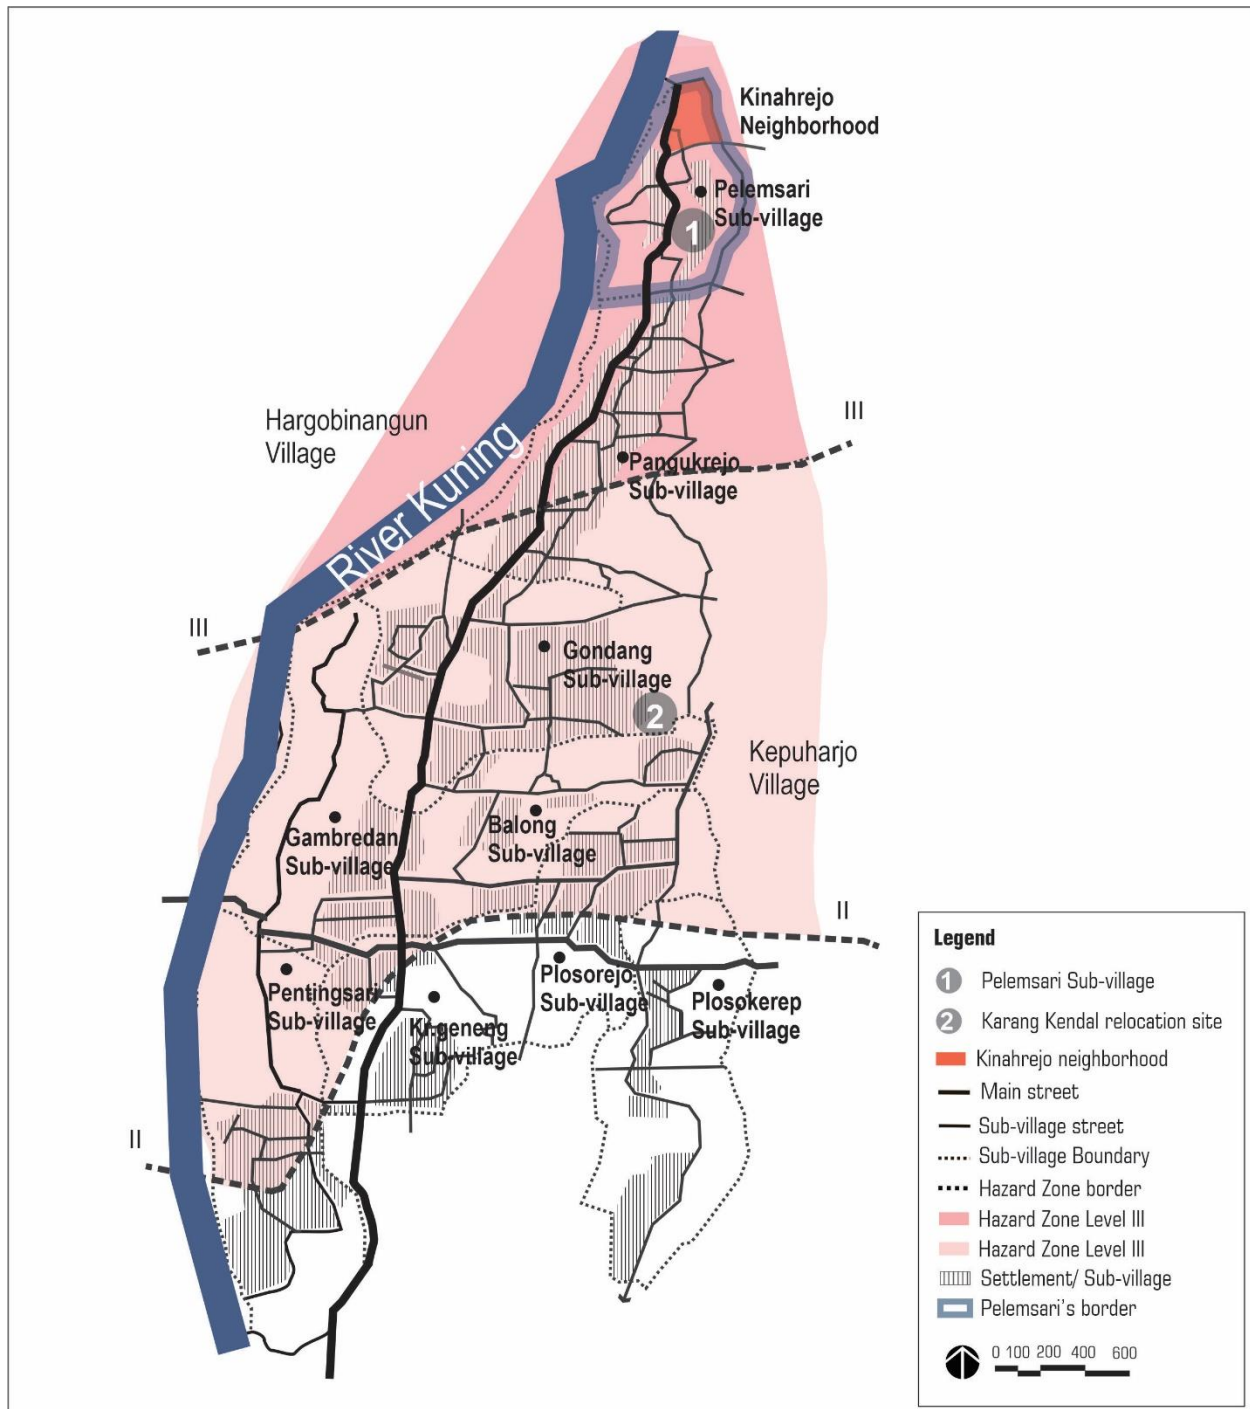 Kinahrejo
Neighborhood
Pelemsari
Sub-village
1
III
Hargobinangun
Village
River Kuning
Pangukrejo
Sub-village
III
Gondang
Sub-village
2
Kepuharjo
Village
Gambredan
Sub-village
Balong
Sub-village
II
Pentingsari
Sub-village
Kr.geneng
Sub-village
Plosorejo
Sub-village
Plosokerep
Sub-village
II
Legend
1 Pelemsari Sub-village
2 Karang Kendal relocation site
Kinahrejo neighborhood
Main street
Sub-village street
Sub-village Boundary
Hazard Zone border
Hazard Zone Level III
Hazard Zone Level III
Settlement/ Sub-village
Pelemsari's border
0 100 200 400 600